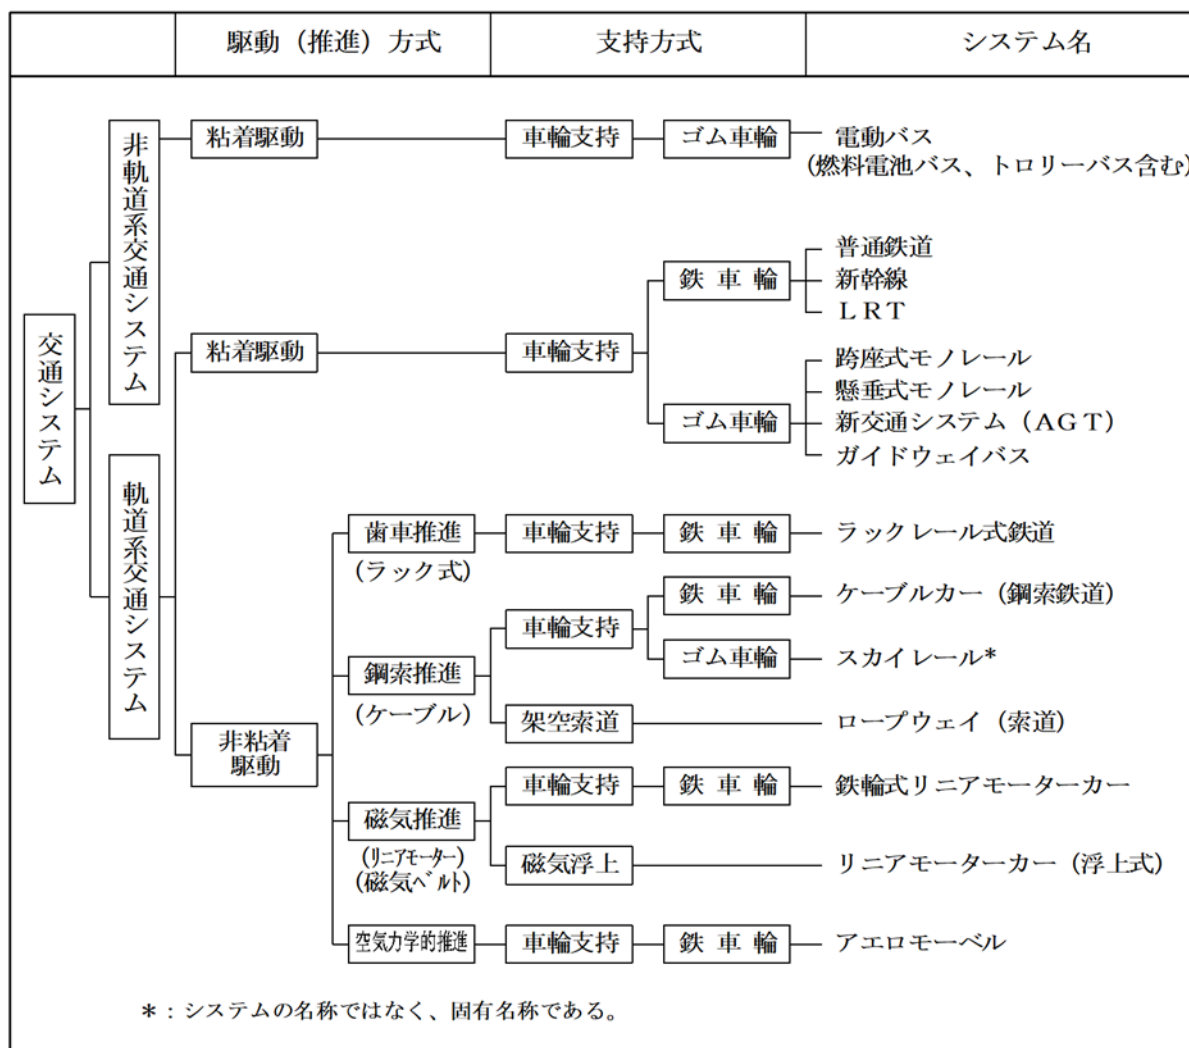 駆動（推進）方式
支持方式
システム名
交通システム
非軌道系交通システム
粘着駆動
車輪支持
ゴム車輪
電動バス
(燃料電池バス、トロリーバス含む)
軌道系交通システム
粘着駆動
車輪支持
鉄車輪
普通鉄道
新幹線
ＬＲＴ
ゴム車輪
跨座式モノレール
懸垂式モノレール
新交通システム（ＡＧＴ）
ガイドウェイバス
非粘着
駆動
歯車推進
(ラック式)
車輪支持
鉄車輪
ラックレール式鉄道
鋼索推進
(ケーブル)
車輪支持
鉄車輪
ケーブルカー（鋼索鉄道）
ゴム車輪
スカイレール*
架空索道
ロープウェイ（索道）
磁気推進
(リニアモーター)
(磁気ベルト)
車輪支持
鉄車輪
鉄輪式リニアモーターカー
磁気浮上
リニアモーターカー（浮上式）
空気力学的推進
車輪支持
鉄車輪
アエロモーベル
*：システムの名称ではなく、固有名称である。